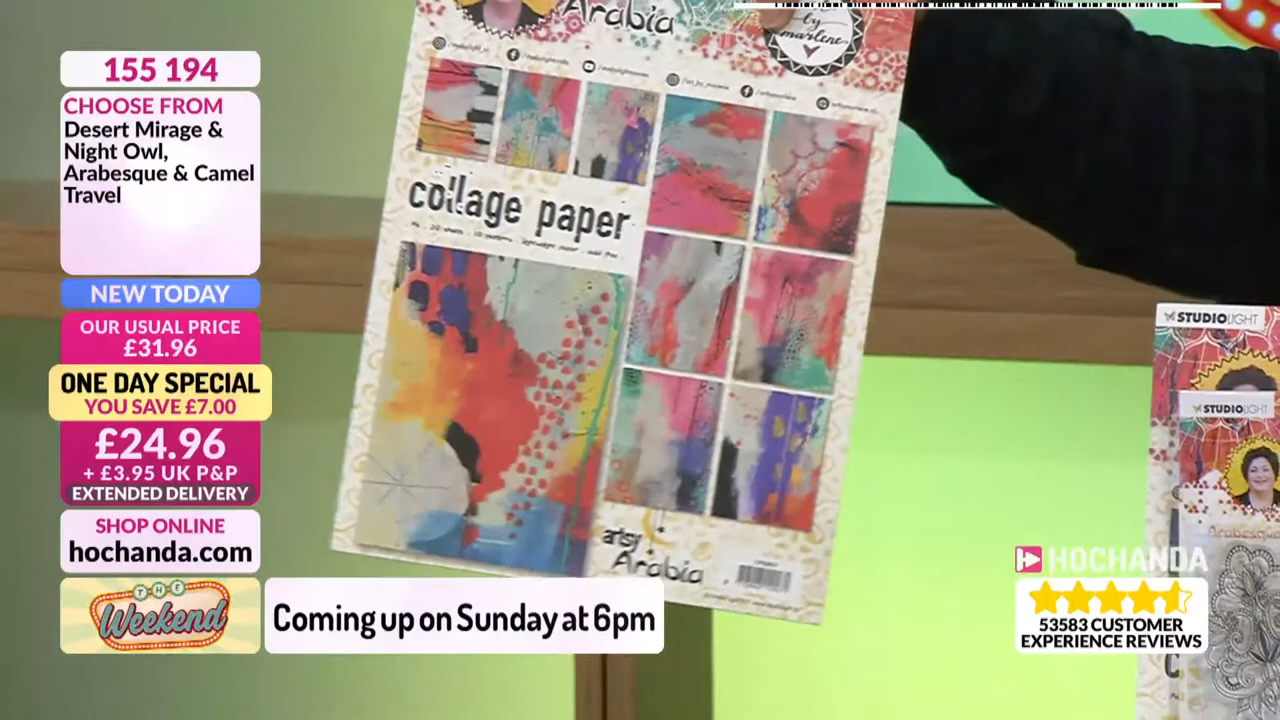 155 194
CHOOSE FROM
Desert Mirage &
Night Owl,
Arabesque & Camel
Travel
NEW TODAY
OUR USUAL PRICE
£31.96
ONE DAY SPECIAL
YOU SAVE £7.00
£24.96
+ £3.95 UK P&P
EXTENDED DELIVERY
SHOP ONLINE
hochanda.com
THE
Weekend
Coming up on Sunday at 6pm
Arabia
by
marlene
collage paper
artsy
Arabia
STUDIOLIGHT
STUDIOLIGHT
Arabesque
HOCHANDA
53583 CUSTOMER
EXPERIENCE REVIEWS